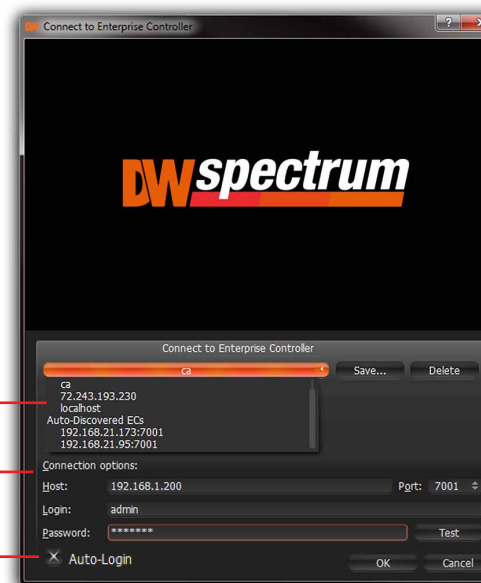 DW Connect to Enterprise Controller ?
DW spectrum
Connect to Enterprise Controller
ca Save... Delete
ca
72.243.193.230
localhost
Auto-Discovered ECs
192.168.21.173:7001
192.168.21.95:7001
Connection options:
Host: 192.168.1.200 Port: 7001
Login: admin
Password: ******* Test
Auto-Login
OK Cancel